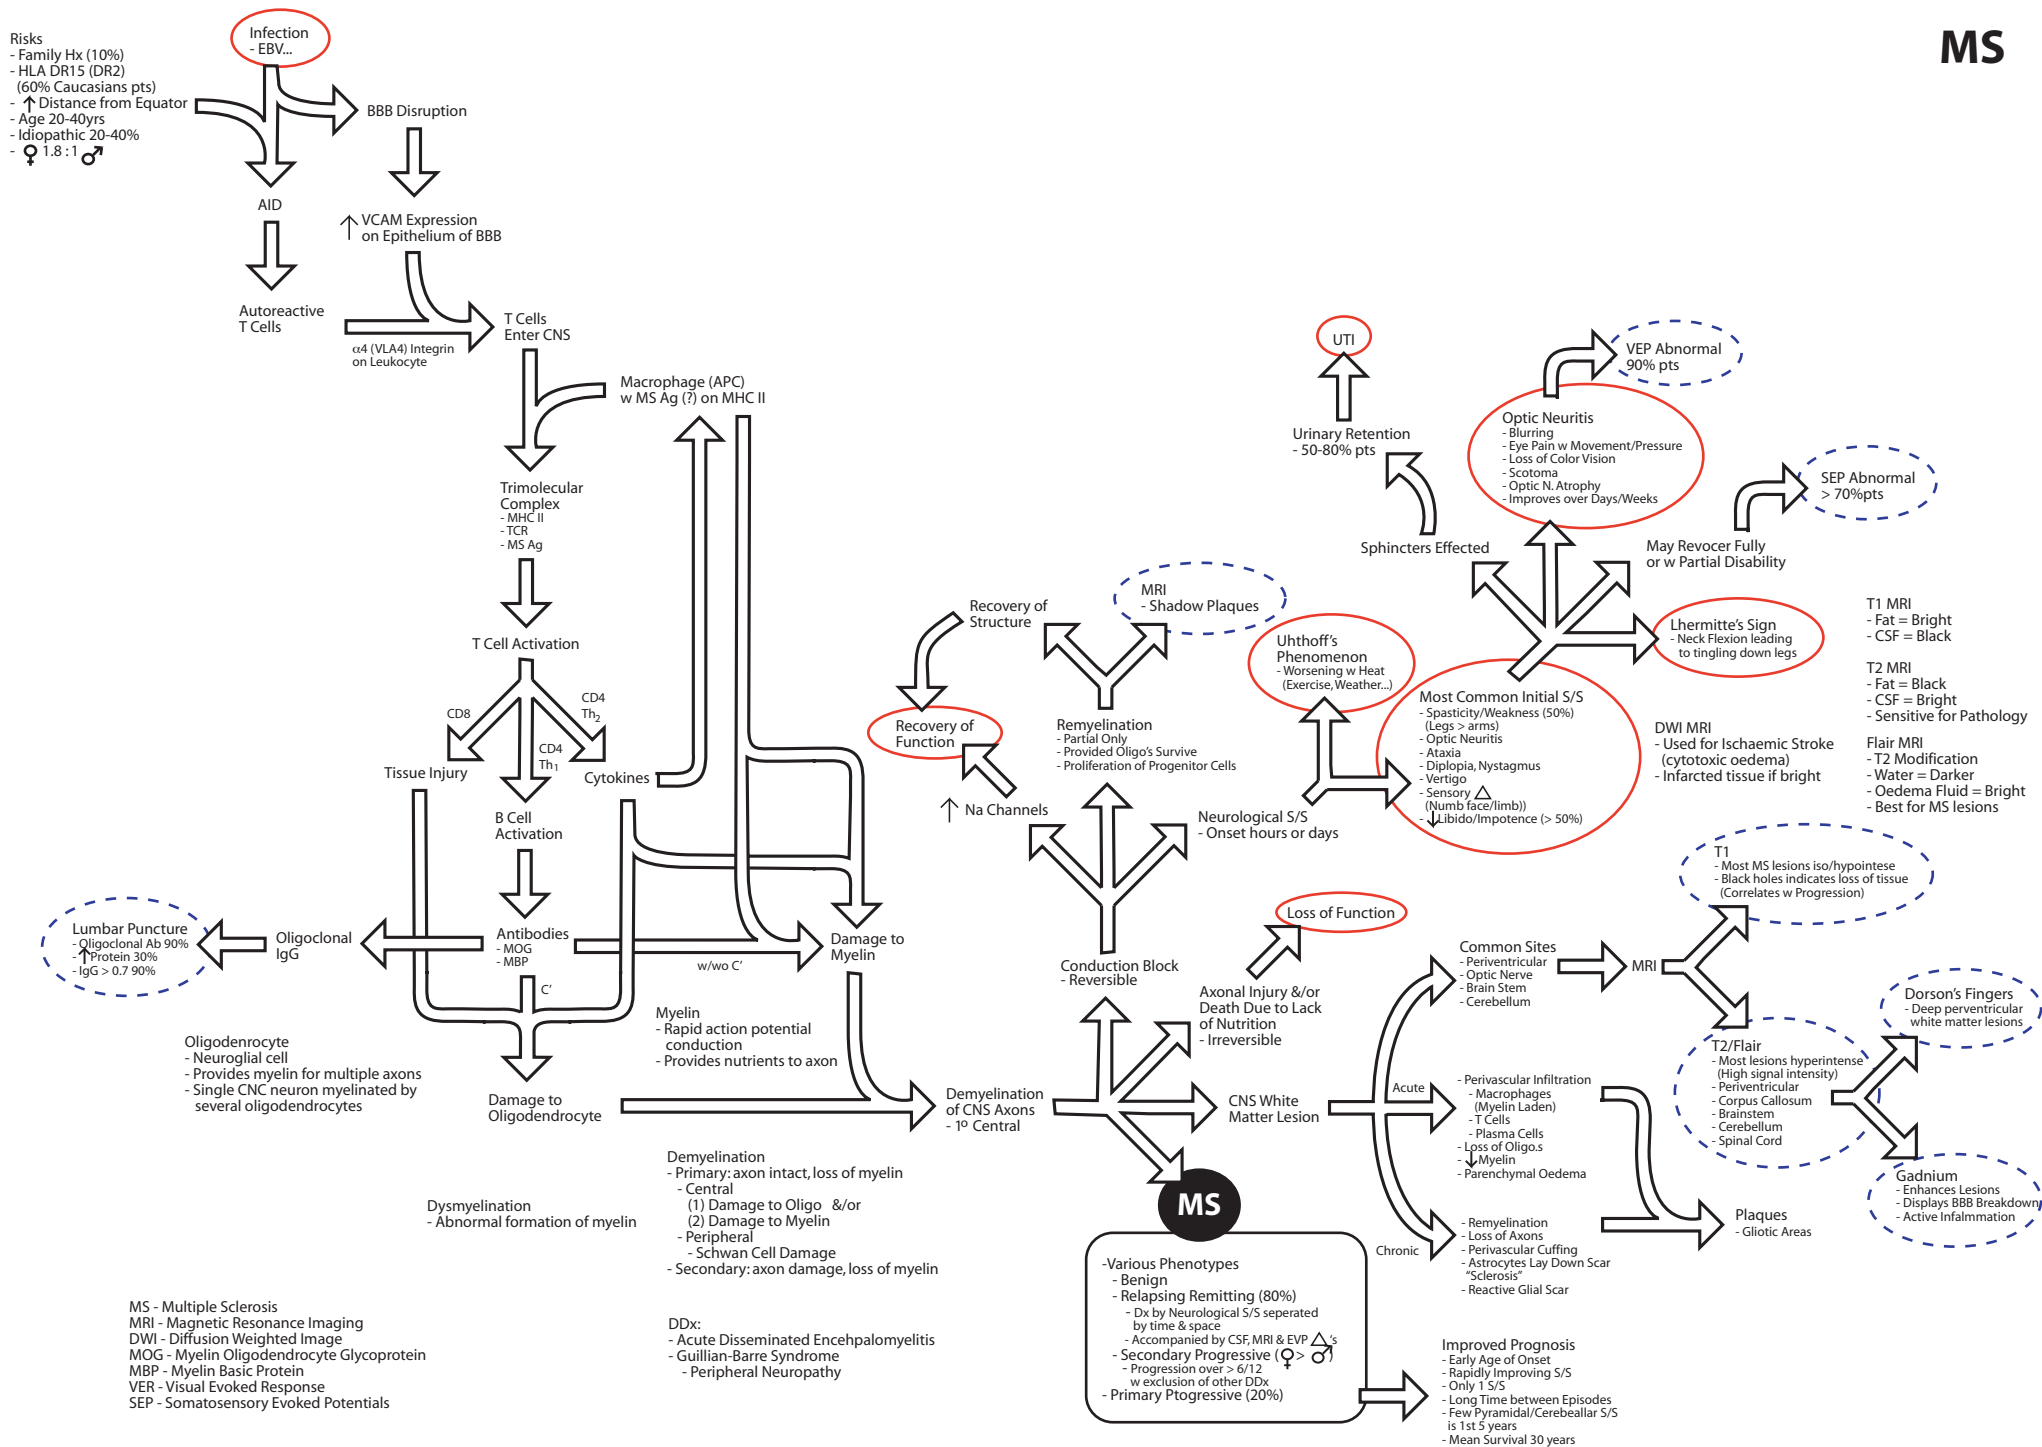 MS
Risks
- Family Hx (10%)
- HLA DR15 (DR2)
(60% Caucasians pts)
- ↑ Distance from Equator
- Age 20-40yrs
- Idiopathic 20-40%
- ♀ 1.8 : 1 ♂
Infection
- EBV...
BBB Disruption
AID
↑ VCAM Expression
on Epithelium of BBB
Autoreactive
T Cells
α4 (VLA4) Integrin
on Leukocyte
T Cells
Enter CNS
Macrophage (APC)
w MS Ag (?) on MHC II
Trimolecular
Complex
- MHC II
- TCR
- MS Ag
T Cell Activation
CD8
CD4
Th2
CD4
Th1
Tissue Injury
Cytokines
B Cell
Activation
Antibodies
- MOG
- MBP
Oligoclonal
IgG
Lumbar Puncture
- Oligoclonal Ab 90%
- ↑Protein 30%
- IgG > 0.7 90%
C'
w/wo C'
Damage to
Myelin
Oligodenrocyte
- Neuroglial cell
- Provides myelin for multiple axons
- Single CNC neuron myelinated by
several oligodendrocytes
Myelin
- Rapid action potential
conduction
- Provides nutrients to axon
Damage to
Oligodendrocyte
Demyelination
of CNS Axons
- 1º Central
Demyelination
- Primary: axon intact, loss of myelin
- Central
(1) Damage to Oligo &/or
(2) Damage to Myelin
- Peripheral
- Schwan Cell Damage
- Secondary: axon damage, loss of myelin
Dysmyelination
- Abnormal formation of myelin
DDx:
- Acute Disseminated Encehpalomyelitis
- Guillian-Barre Syndrome
- Peripheral Neuropathy
MS - Multiple Sclerosis
MRI - Magnetic Resonance Imaging
DWI - Diffusion Weighted Image
MOG - Myelin Oligodendrocyte Glycoprotein
MBP - Myelin Basic Protein
VER - Visual Evoked Response
SEP - Somatosensory Evoked Potentials
Conduction Block
- Reversible
Axonal Injury &/or
Death Due to Lack
of Nutrition
- Irreversible
Loss of Function
↑ Na Channels
Recovery of
Function
Recovery of
Structure
Remyelination
- Partial Only
- Provided Oligo's Survive
- Proliferation of Progenitor Cells
MRI
- Shadow Plaques
Neurological S/S
- Onset hours or days
Uhthoff's
Phenomenon
- Worsening w Heat
(Exercise, Weather...)
Most Common Initial S/S
- Spasticity/Weakness (50%)
(Legs > arms)
- Optic Neuritis
- Ataxia
- Diplopia, Nystagmus
- Vertigo
- Sensory △
(Numb face/limb))
- ↓Libido/Impotence (> 50%)
Sphincters Effected
Urinary Retention
- 50-80% pts
UTI
Optic Neuritis
- Blurring
- Eye Pain w Movement/Pressure
- Loss of Color Vision
- Scotoma
- Optic N. Atrophy
- Improves over Days/Weeks
VEP Abnormal
90% pts
May Revocer Fully
or w Partial Disability
SEP Abnormal
> 70%pts
Lhermitte's Sign
- Neck Flexion leading
to tingling down legs
T1 MRI
- Fat = Bright
- CSF = Black
T2 MRI
- Fat = Black
- CSF = Bright
- Sensitive for Pathology
DWI MRI
- Used for Ischaemic Stroke
(cytotoxic oedema)
- Infarcted tissue if bright
Flair MRI
- T2 Modification
- Water = Darker
- Oedema Fluid = Bright
- Best for MS lesions
CNS White
Matter Lesion
Common Sites
- Periventricular
- Optic Nerve
- Brain Stem
- Cerebellum
MRI
T1
- Most MS lesions iso/hypointese
- Black holes indicates loss of tissue
(Correlates w Progression)
T2/Flair
- Most lesions hyperintense
(High signal intensity)
- Periventricular
- Corpus Callosum
- Brainstem
- Cerebellum
- Spinal Cord
Dorson's Fingers
- Deep perventricular
white matter lesions
Gadnium
- Enhances Lesions
- Displays BBB Breakdown
- Active Infalmmation
Acute
- Perivascular Infiltration
- Macrophages
(Myelin Laden)
- T Cells
- Plasma Cells
- Loss of Oligo.s
- ↓Myelin
- Parenchymal Oedema
Chronic
- Remyelination
- Loss of Axons
- Perivascular Cuffing
- Astrocytes Lay Down Scar
"Sclerosis"
- Reactive Glial Scar
Plaques
- Gliotic Areas
MS
-Various Phenotypes
- Benign
- Relapsing Remitting (80%)
- Dx by Neurological S/S seperated
by time & space
- Accompanied by CSF, MRI & EVP △'s
- Secondary Progressive (♀> ♂)
- Progression over > 6/12
w exclusion of other DDx
- Primary Ptogressive (20%)
Improved Prognosis
- Early Age of Onset
- Rapidly Improving S/S
- Only 1 S/S
- Long Time between Episodes
- Few Pyramidal/Cerebeallar S/S
is 1st 5 years
- Mean Survival 30 years